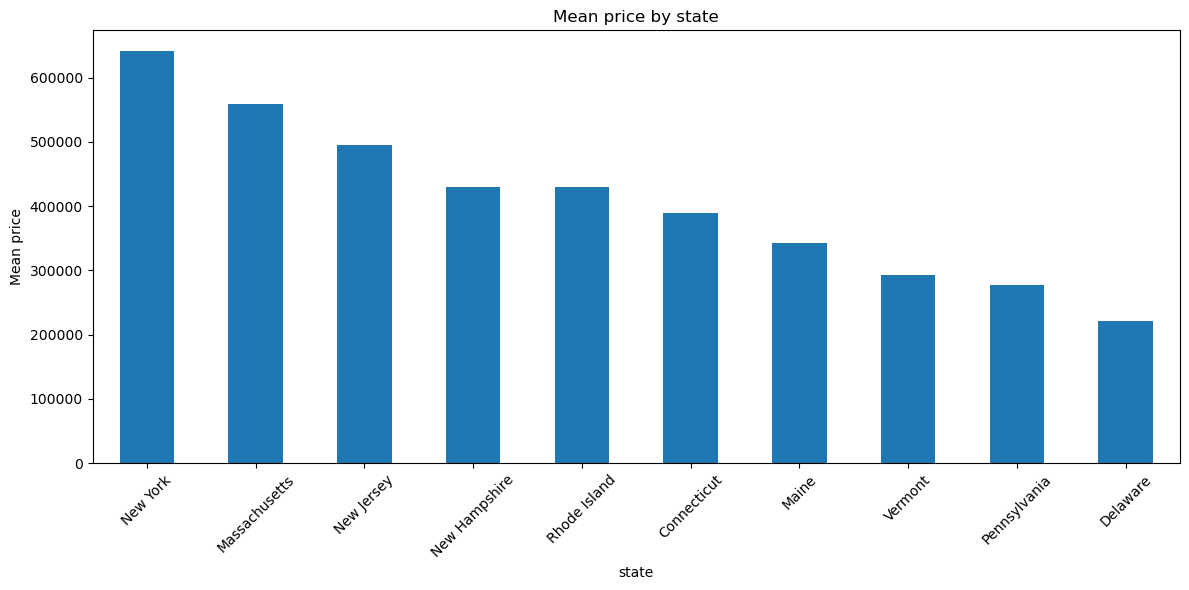 Mean price by state
Mean price
600000
500000
400000
300000
200000
100000
0
New York
Massachusetts
New Jersey
New Hampshire
Rhode Island
Connecticut
Maine
Vermont
Pennsylvania
Delaware
state